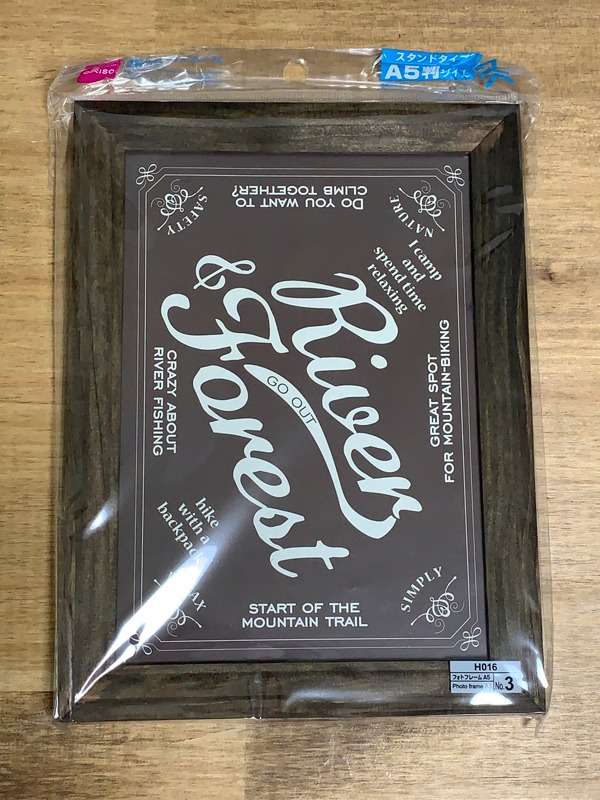 DAISO
スタンドタイプ
A5判サイズ
DO YOU WANT TO
CLIMB TOGETHER?
SAFETY
NATURE
I camp
and
spend time
relaxing
River
& Forest
GO OUT
GREAT SPOT
FOR MOUNTAIN-BIKING
CRAZY ABOUT
RIVER FISHING
hike
with a
backpack
SIMPLY
START OF THE
MOUNTAIN TRAIL
H016
フォトフレームA5
Photo frame
No.3